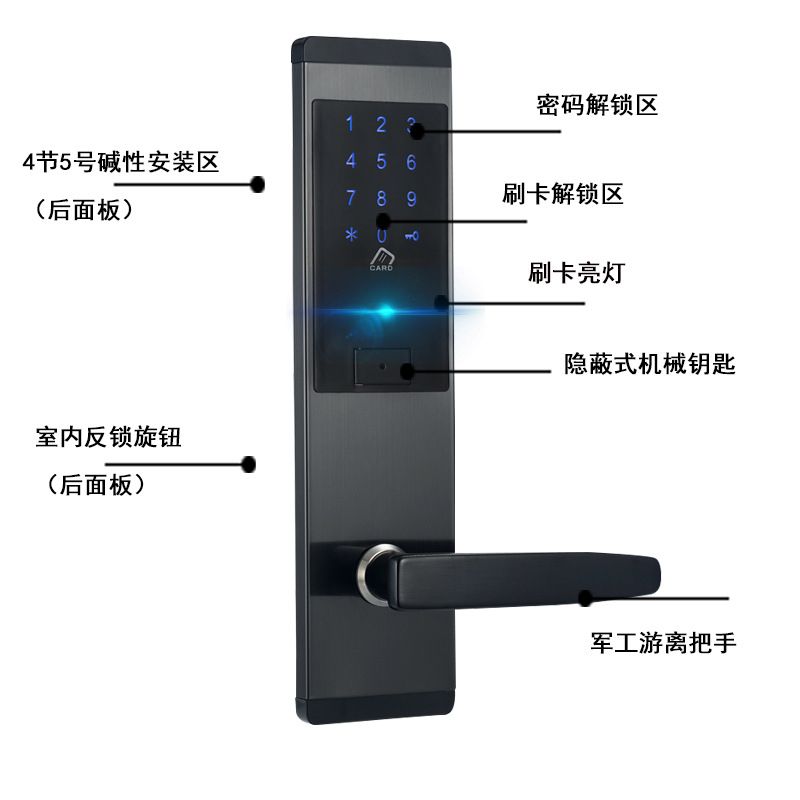 密码解锁区
4节5号碱性安装区
（后面板）
刷卡解锁区
刷卡亮灯
隐蔽式机械钥匙
室内反锁旋钮
（后面板）
军工游离把手
1 2 3
4 5 6
7 8 9
* 0
CARD